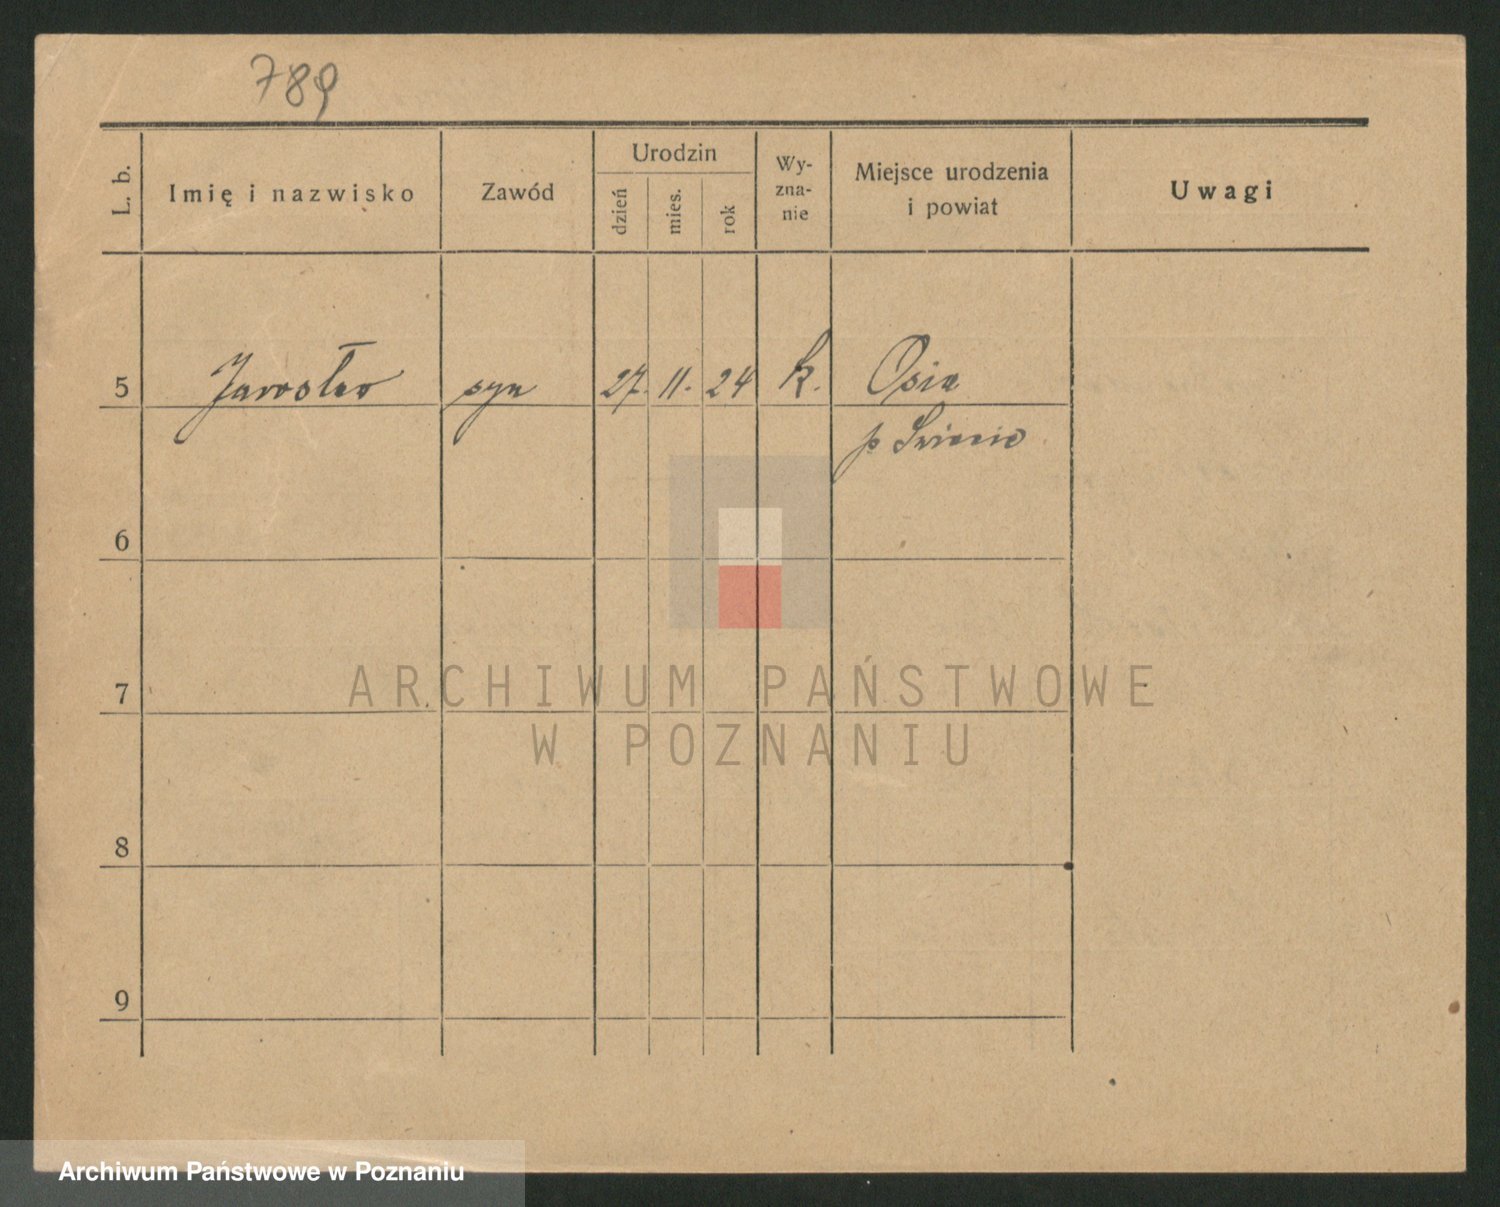 789
L. b.
Imię i nazwisko
Zawód
Urodzin
dzień
mies.
rok
Wy-
zna-
nie
Miejsce urodzenia
i powiat
Uwagi
5 Jarosław syn 27. 11. 24 k. Osie
p Świecie
6
7
8
9
ARCHIWUM PAŃSTWOWE
W POZNANIU
Archiwum Państwowe w Poznaniu